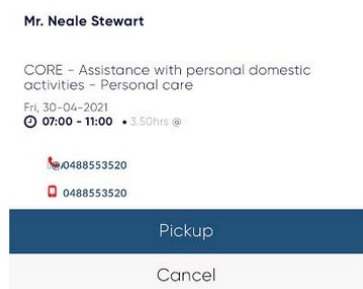 Mr. Neale Stewart
CORE - Assistance with personal domestic
activities - Personal care
Fri, 30-04-2021
07:00 - 11:00 • 3.50hrs @
0488553520
0488553520
Pickup
Cancel